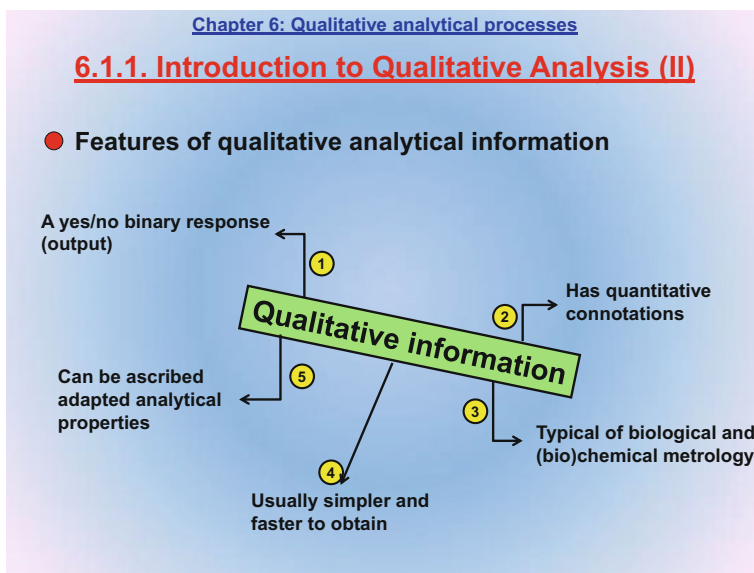 Chapter 6: Qualitative analytical processes
6.1.1. Introduction to Qualitative Analysis (II)
Features of qualitative analytical information
A yes/no binary response
(output)
1
2
Has quantitative
connotations
Qualitative information
5
Can be ascribed
adapted analytical
properties
3
Typical of biological and
(bio)chemical metrology
4
Usually simpler and
faster to obtain